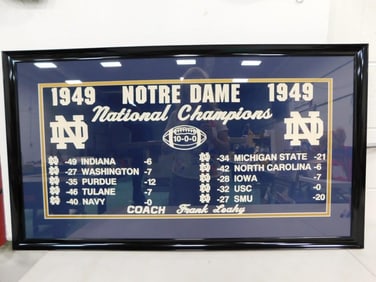 1949 NOTRE DAME 1949
National Champions
10-0-0
ND ND
ND -49 INDIANA -6
ND -27 WASHINGTON -7
ND -35 PURDUE -12
ND -46 TULANE -7
ND -40 NAVY -0
ND -34 MICHIGAN STATE -21
ND -42 NORTH CAROLINA -6
ND -28 IOWA -7
ND -32 USC -0
ND -27 SMU -20
COACH Frank Leahy